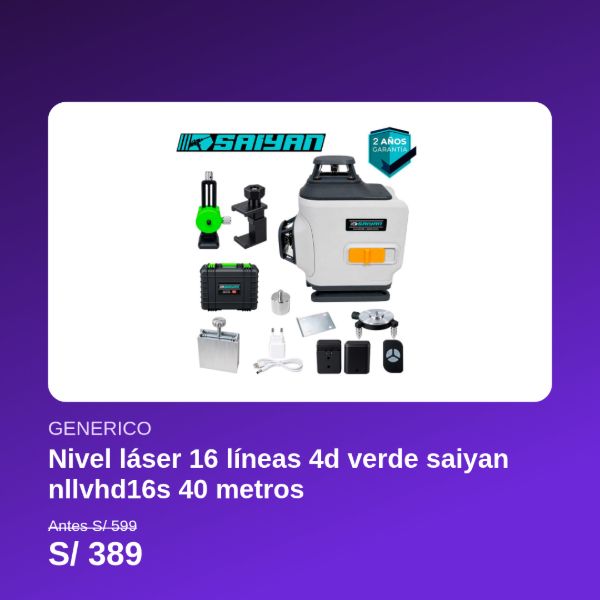 SAIYAN
2 AÑOS
GARANTÍA
SAIYAN
GENERICO
Nivel láser 16 líneas 4d verde saiyan
nllvhd16s 40 metros
Antes S/ 599
S/ 389